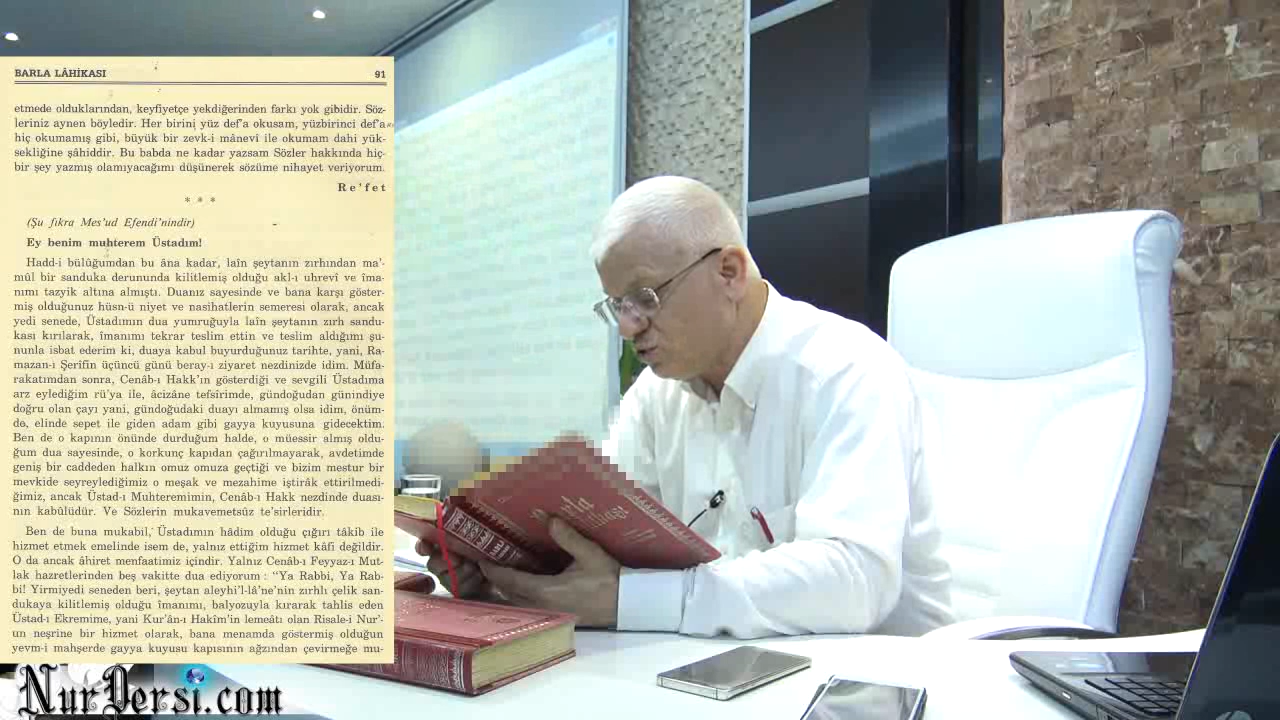 BARLA LÂHİKASI 91
etmede olduklarından, keyfiyetçe yekdiğerinden farkı yok gibidir. Söz-
leriniz aynen böyledir. Her birini yüz def'a okusam, yüzbirinci def'a
hiç okumamış gibi, büyük bir zevk-i mânevî ile okumam dahi yük-
sekliğine şâhiddir. Bu babda ne kadar yazsam Sözler hakkında hiç-
bir şey yazmış olamıyacağımı düşünerek sözüme nihayet veriyorum.
Re'fet
* * *
(Şu fıkra Mes'ud Efendi'nindir)
Ey benim muhterem Üstadım!
Hadd-i bülûğumdan bu âna kadar, laîn şeytanın zırhından ma'-
mûl bir sanduka derununda kilitlemiş olduğu akl-ı uhrevî ve îma-
nımı tazyik altına almıştı. Duanız sayesinde ve bana karşı göster-
miş olduğunuz hüsn-ü niyet ve nasihatlerin semeresi olarak, ancak
yedi senede, Üstadımın dua yumruğuyla laîn şeytanın zırh sandu-
kası kırılarak, îmanımı tekrar teslim ettin ve teslim aldığımı şu-
nunla isbat ederim ki, duaya kabul buyurduğunuz tarihte, yani, Ra-
mazan-ı Şerifin üçüncü günü beray-ı ziyaret nezdinizde idim. Müfa-
rakatımdan sonra, Cenâb-ı Hakk'ın gösterdiği ve sevgili Üstadıma
arz eylediğim rü'ya ile, âcizâne tefsîrimde, gündoğudan günindiye
doğru olan çayı yani, gündoğudaki duayı almamış olsa idim, önüm-
de, elinde sepet ile giden adam gibi gayya kuyusuna gidecektim.
Ben de o kapının önünde durduğum halde, o müessir almış oldu-
ğum dua sayesinde, o korkunç kapıdan çağırılmayarak, avdetimde
geniş bir caddeden halkın omuz omuza geçtiği ve bizim mestur bir
mevkide seyreylediğimiz o meşak ve mezahime iştirâk ettirilmedi-
ğimiz, ancak Üstad-ı Muhteremimin, Cenâb-ı Hakk nezdinde duası-
nın kabûlüdür. Ve Sözlerin mukavemetsüz te'sirleridir.
Ben de buna mukabil, Üstadımın hâdim olduğu çığırı tâkib ile
hizmet etmek emelinde isem de, yalnız ettiğim hizmet kâfi değildir.
O da ancak âhiret menfaatimiz içindir. Yalnız Cenâb-ı Feyyaz-ı Mut-
lak hazretlerinden beş vakitte dua ediyorum : "Ya Rabbi, Ya Rab-
bi! Yirmiyedi seneden beri, şeytan aleyhi'l-lâ'ne'nin zırhlı çelik san-
dukaya kilitlemiş olduğu îmanımı, balyozuyla kırarak tahlis eden
Üstad-ı Ekremime, yani Kur'ân-ı Hakîm'in lemeâtı olan Risale-i Nur'-
un neşrine bir hizmet olarak, bana menamda göstermiş olduğun
yevm-i mahşerde gayya kuyusu kapısının ağzından çevirmeğe mu-
NurDersi.com